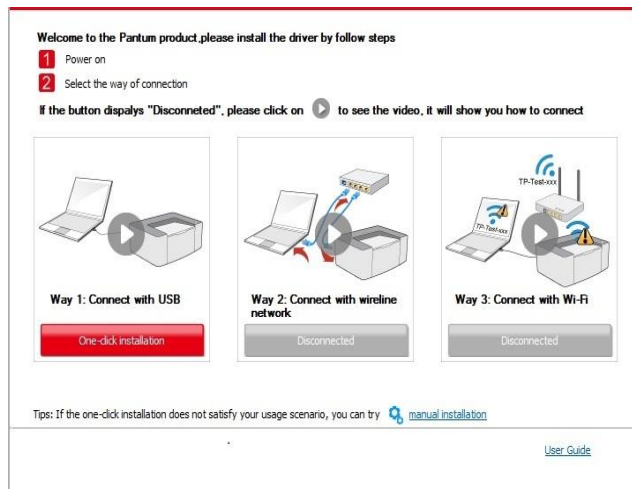 Welcome to the Pantum product,please install the driver by follow steps
1 Power on
2 Select the way of connection
If the button dispalys "Disconneted", please click on to see the video, it will show you how to connect
TP-Test-xxx
TP-Test-xxx
Way 1: Connect with USB
Way 2: Connect with wireline
network
Way 3: Connect with Wi-Fi
One-click installation
Disconnected
Disconnected
Tips: If the one-click installation does not satisfy your usage scenario, you can try manual installation
User Guide